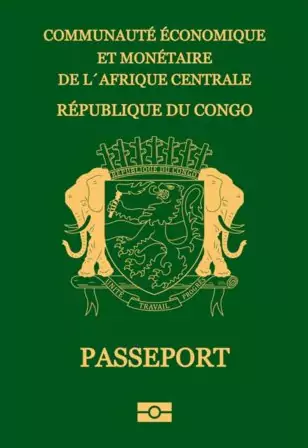 COMMUNAUTÉ ÉCONOMIQUE
ET MONÉTAIRE
DE L´AFRIQUE CENTRALE
RÉPUBLIQUE DU CONGO
RÉPUBLIQUE DU CONGO
UNITÉ TRAVAIL PROGRÈS
PASSEPORT